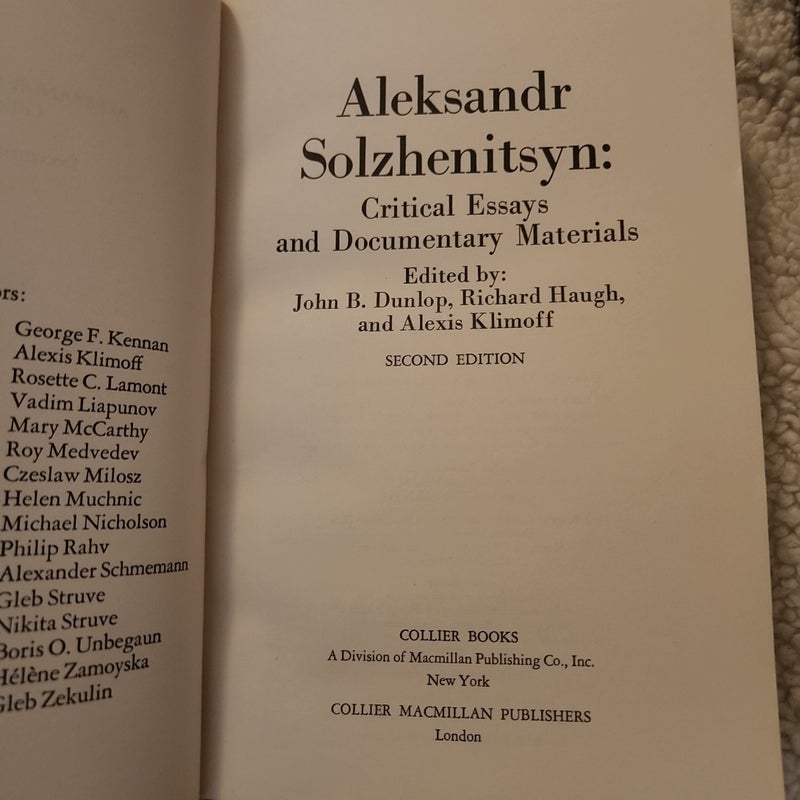 George F. Kennan
Alexis Klimoff
Rosette C. Lamont
Vadim Liapunov
Mary McCarthy
Roy Medvedev
Czeslaw Milosz
Helen Muchnic
Michael Nicholson
Philip Rahv
Alexander Schmemann
Gleb Struve
Nikita Struve
Boris O. Unbegaun
Hélène Zamoyska
Gleb Zekulin
Aleksandr
Solzhenitsyn:
Critical Essays
and Documentary Materials
Edited by:
John B. Dunlop, Richard Haugh,
and Alexis Klimoff
SECOND EDITION
COLLIER BOOKS
A Division of Macmillan Publishing Co., Inc.
New York
COLLIER MACMILLAN PUBLISHERS
London